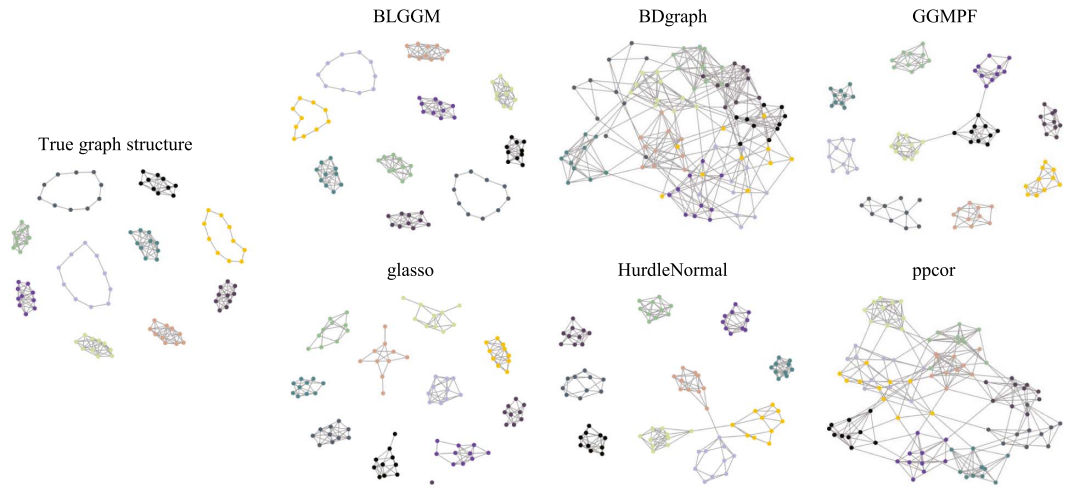 BLGGM
BDgraph
GGMPF
True graph structure
glasso
HurdleNormal
ppcor